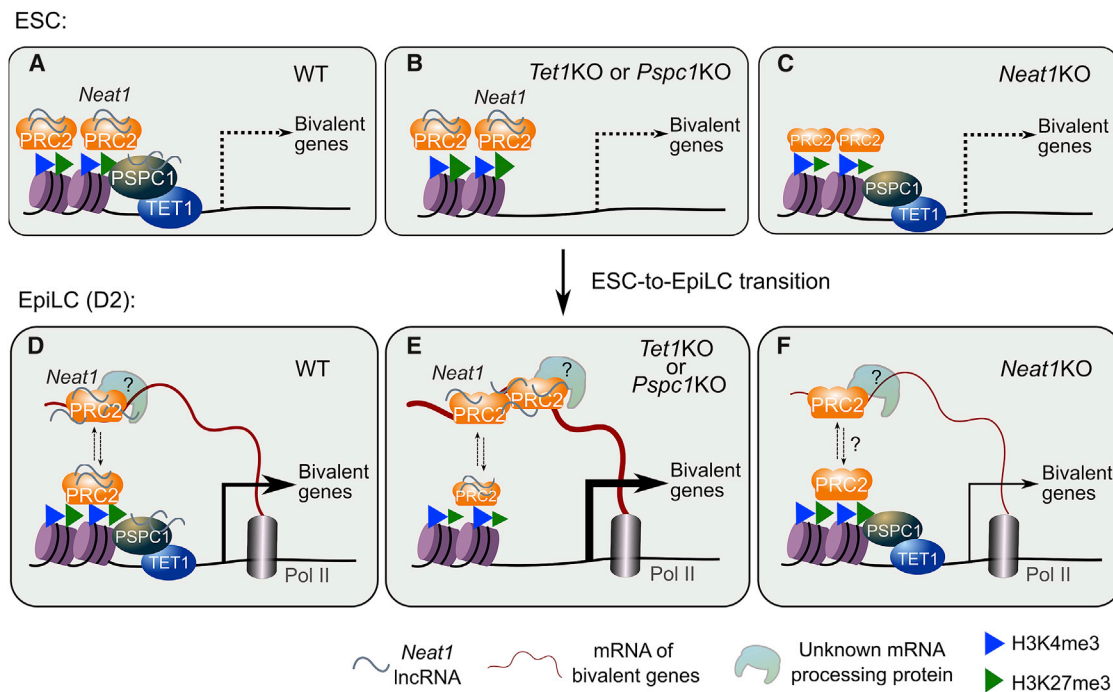 ESC:
A
WT
Neat1
PRC2
PRC2
PSPC1
TET1
Bivalent
genes
B
Tet1KO or Pspc1KO
Neat1
PRC2
PRC2
Bivalent
genes
C
Neat1KO
PRC2
PRC2
PSPC1
TET1
Bivalent
genes
ESC-to-EpiLC transition
EpiLC (D2):
D
WT
Neat1
?
PRC2
PRC2
PSPC1
TET1
Bivalent
genes
Pol II
E
Tet1KO
or
Pspc1KO
Neat1
?
PRC2
PRC2
PRC2
Bivalent
genes
Pol II
F
Neat1KO
?
PRC2
?
PRC2
PSPC1
TET1
Bivalent
genes
Pol II
Neat1
lncRNA
mRNA of
bivalent genes
Unknown mRNA
processing protein
H3K4me3
H3K27me3